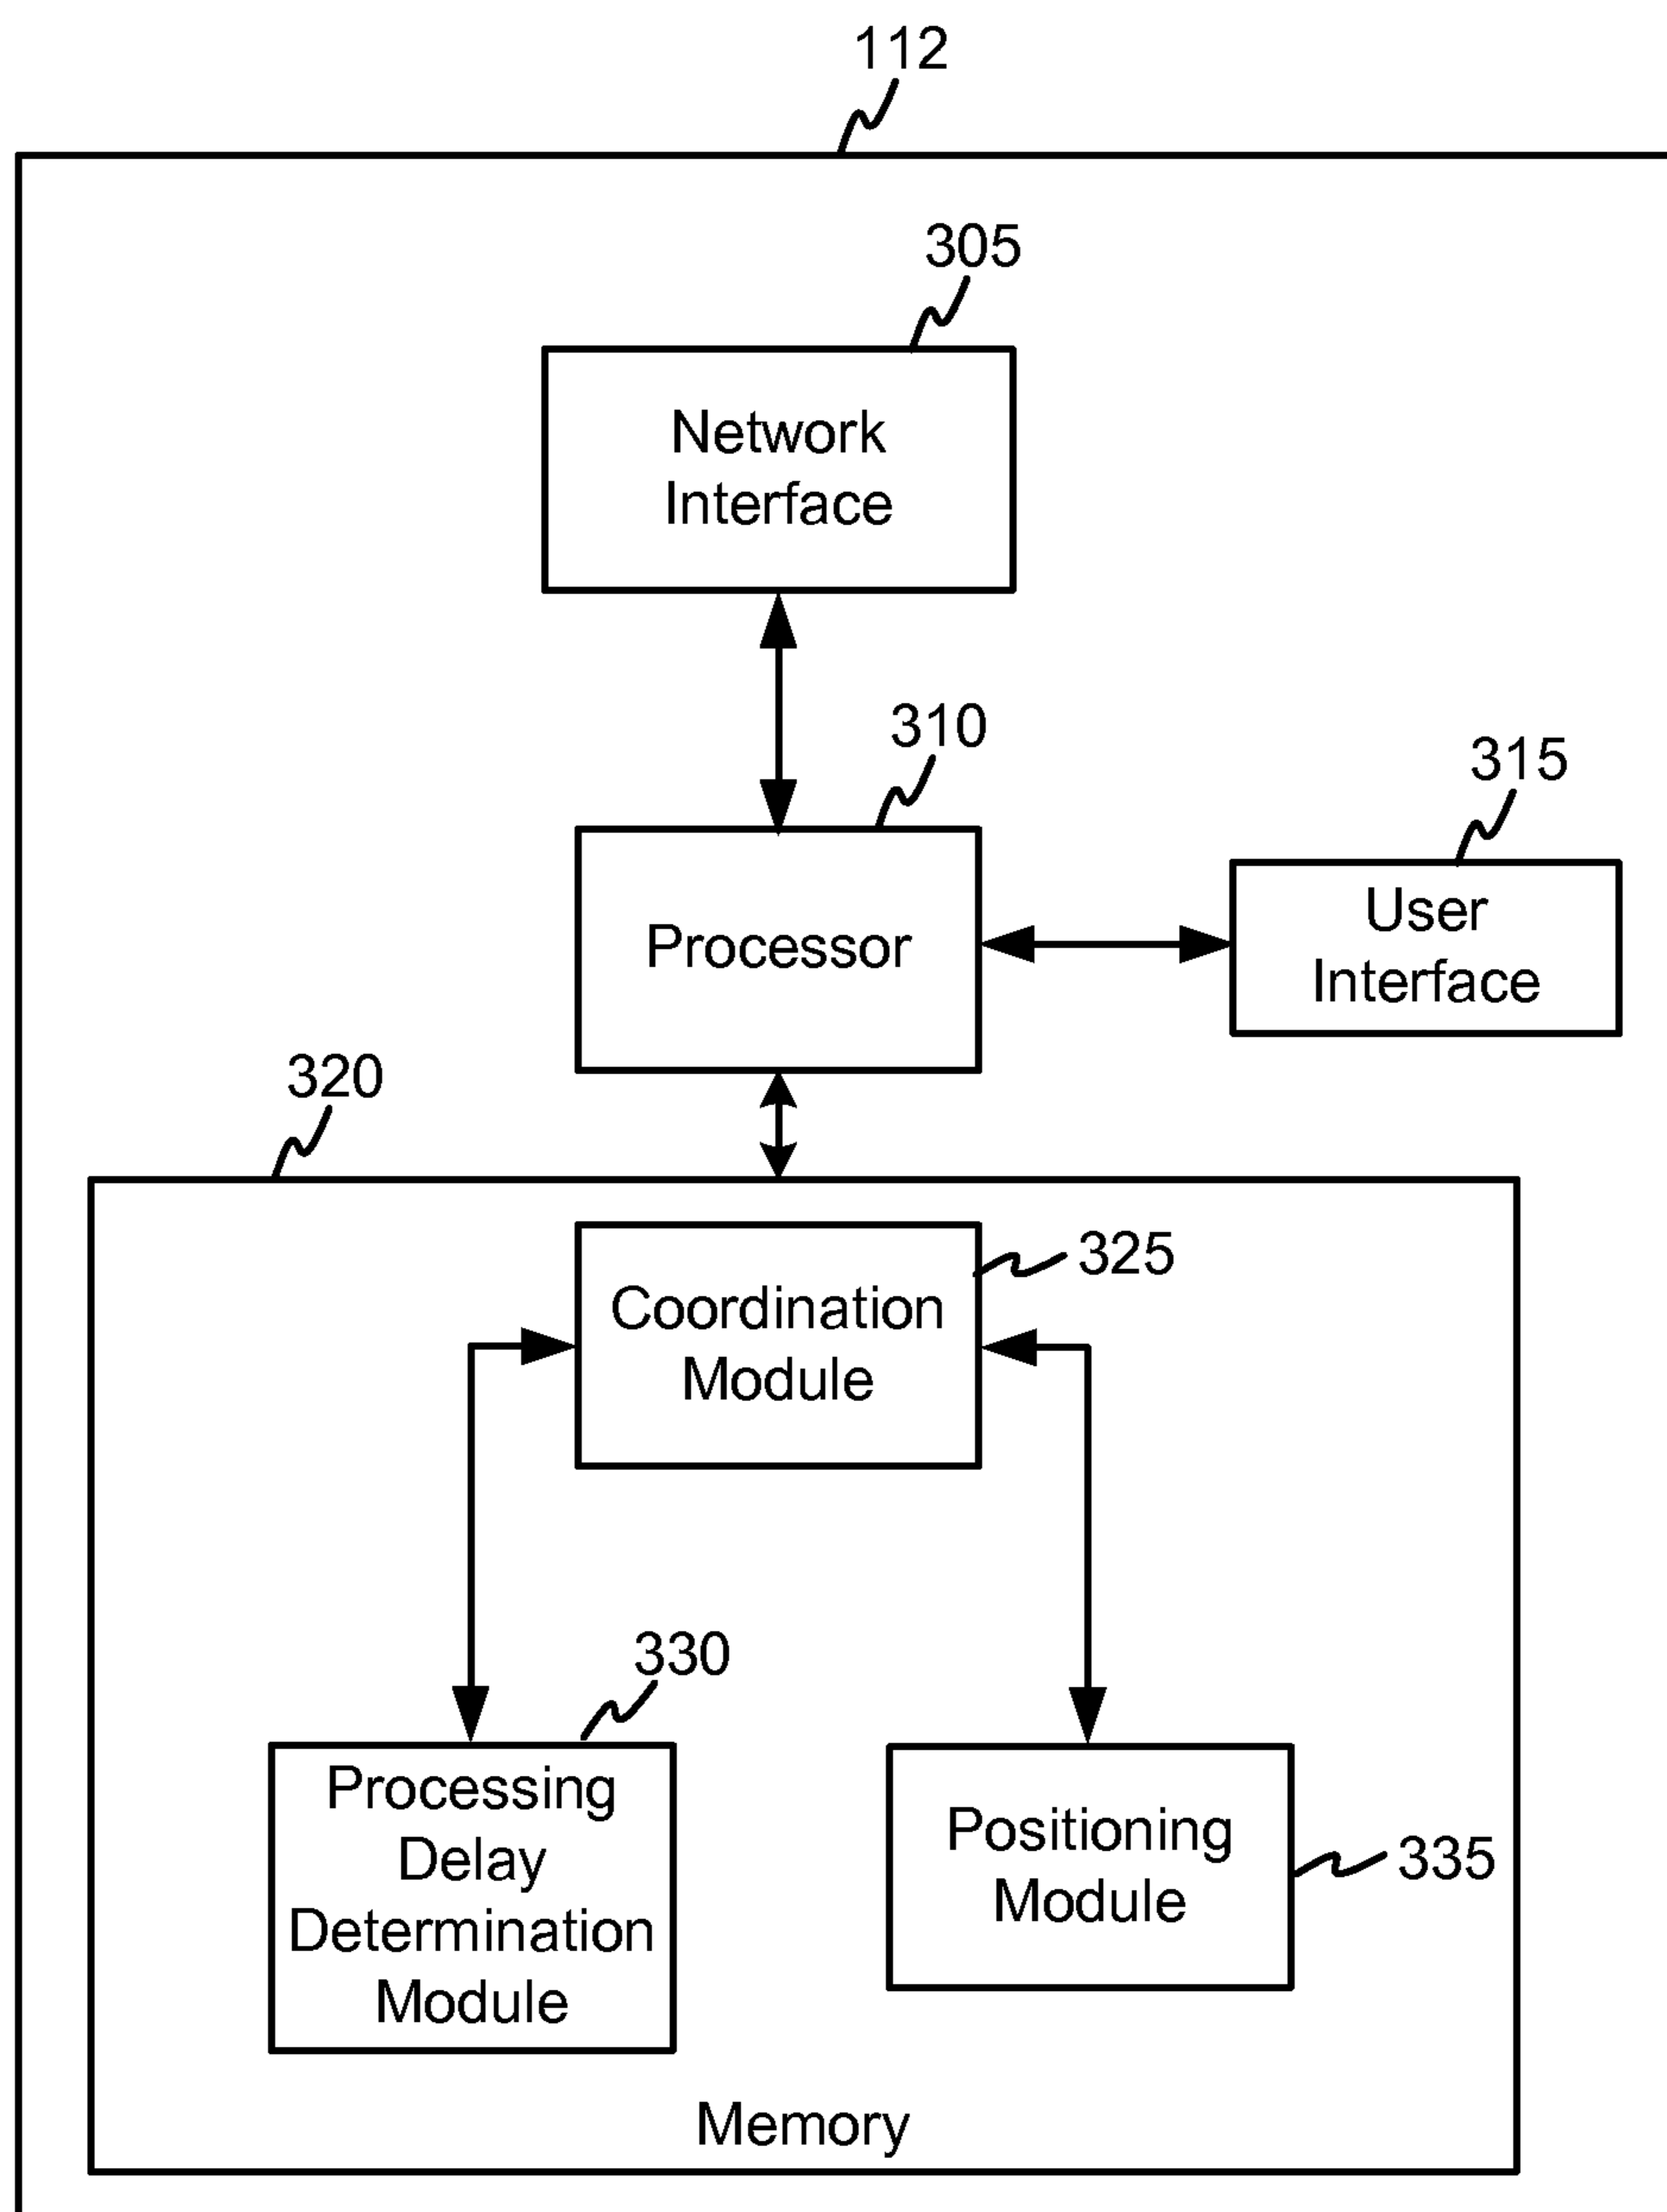 112
305
Network
Interface
310
315
Processor
User
Interface
320
325
Coordination
Module
330
Processing
Delay
Determination
Module
Positioning
Module
335
Memory